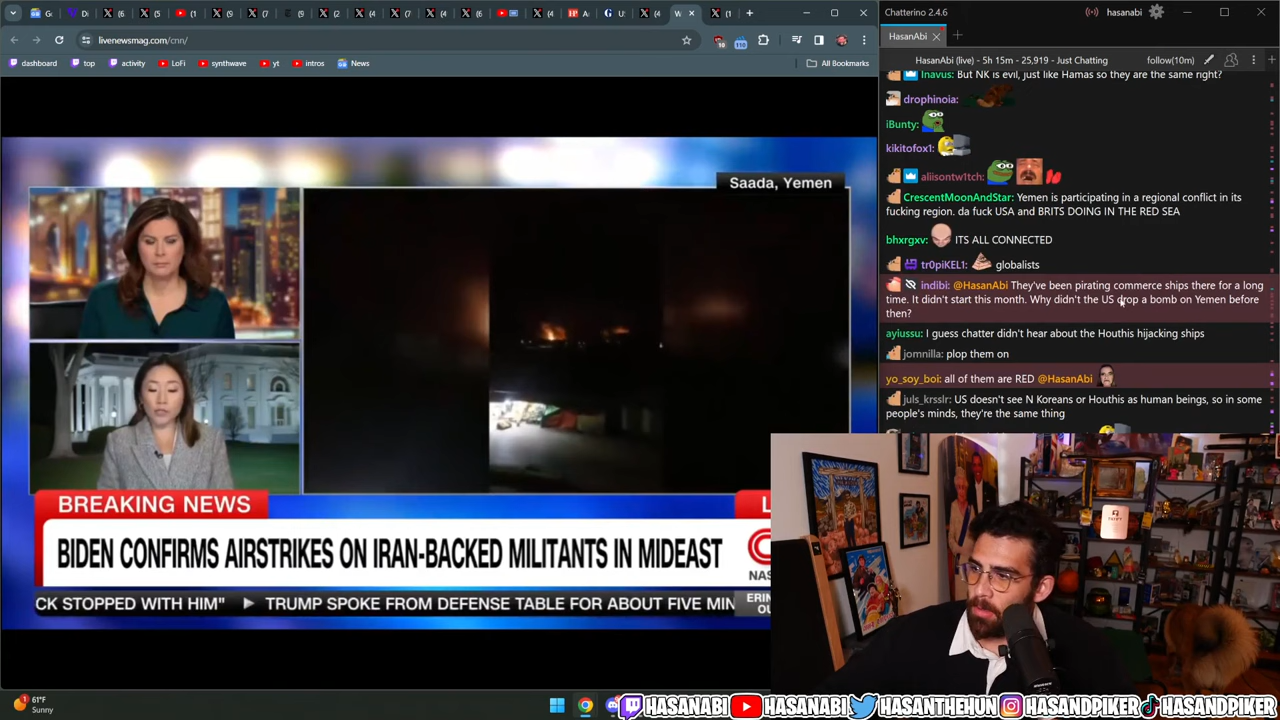 Chatterino 2.4.6
hasanabi
livenewsmag.com/cnn/
HasanAbi
dashboard
top
activity
LoFi
synthwave
yt
intros
News
All Bookmarks
HasanAbi (live) - 5h 15m - 25,919 - Just Chatting
follow(10m)
lnavus: But NK is evil, just like Hamas so they are the same right?
drophinoia:
iBunty:
kikitofox1:
aliisontw1tch:
CrescentMoonAndStar: Yemen is participating in a regional conflict in its
fucking region. da fuck USA and BRITS DOING IN THE RED SEA
bhxrgxv: ITS ALL CONNECTED
tr0piKEL1: globalists
indibi: @HasanAbi They've been pirating commerce ships there for a long
time. It didn't start this month. Why didn't the US drop a bomb on Yemen before
then?
ayiussu: I guess chatter didn't hear about the Houthis hijacking ships
jomnilla: plop them on
yo_soy_boi: all of them are RED @HasanAbi
juls_krsslr: US doesn't see N Koreans or Houthis as human beings, so in some
people's minds, they're the same thing
Saada, Yemen
BREAKING NEWS
BIDEN CONFIRMS AIRSTRIKES ON IRAN-BACKED MILITANTS IN MIDEAST
NAS
CK STOPPED WITH HIM" TRUMP SPOKE FROM DEFENSE TABLE FOR ABOUT FIVE MIN
ERIN
OU
61°F
Sunny
HASANABI
HASANABI
HASANTHEHUN
HASANDPIKER
HASANDPIKER